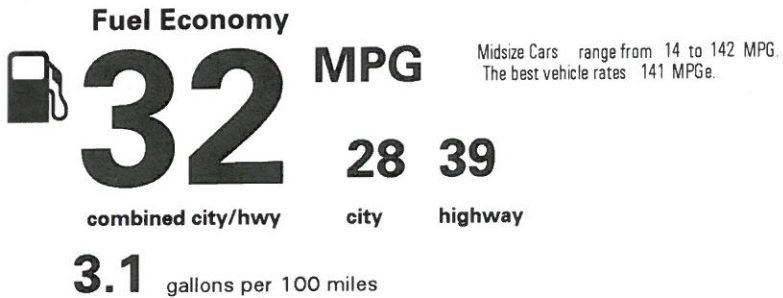 Fuel Economy
32 MPG
Midsize Cars range from 14 to 142 MPG.
The best vehicle rates 141 MPGe.
28 39
combined city/hwy city highway
3.1 gallons per 100 miles